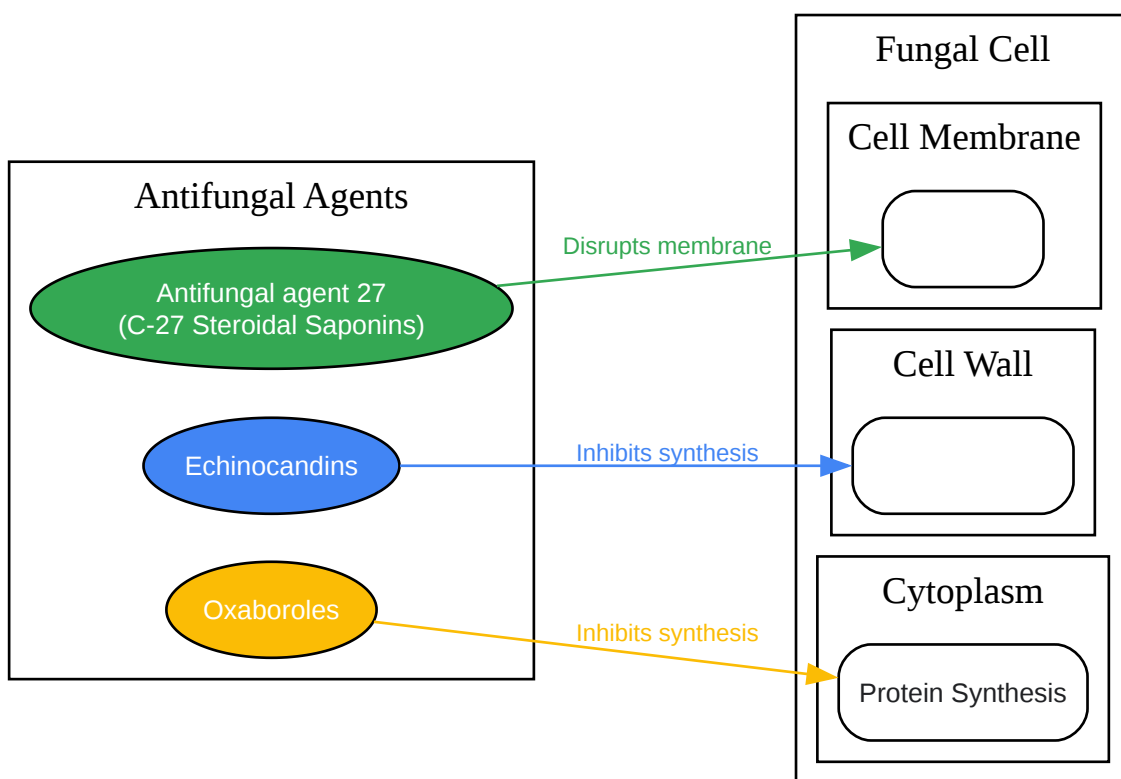 Antifungal Agents
Antifungal agent 27
(C-27 Steroidal Saponins)
Echinocandins
Oxaboroles
Disrupts membrane
Inhibits synthesis
Inhibits synthesis
Fungal Cell
Cell Membrane
Cell Wall
Cytoplasm
Protein Synthesis